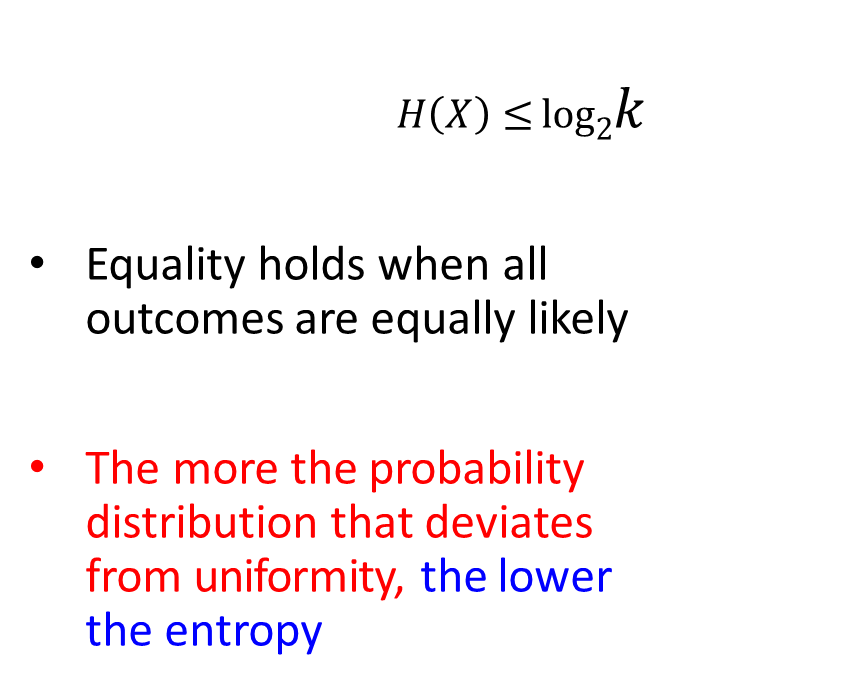 H(X) ≤ log₂k
• Equality holds when all
outcomes are equally likely
• The more the probability
distribution that deviates
from uniformity, the lower
the entropy